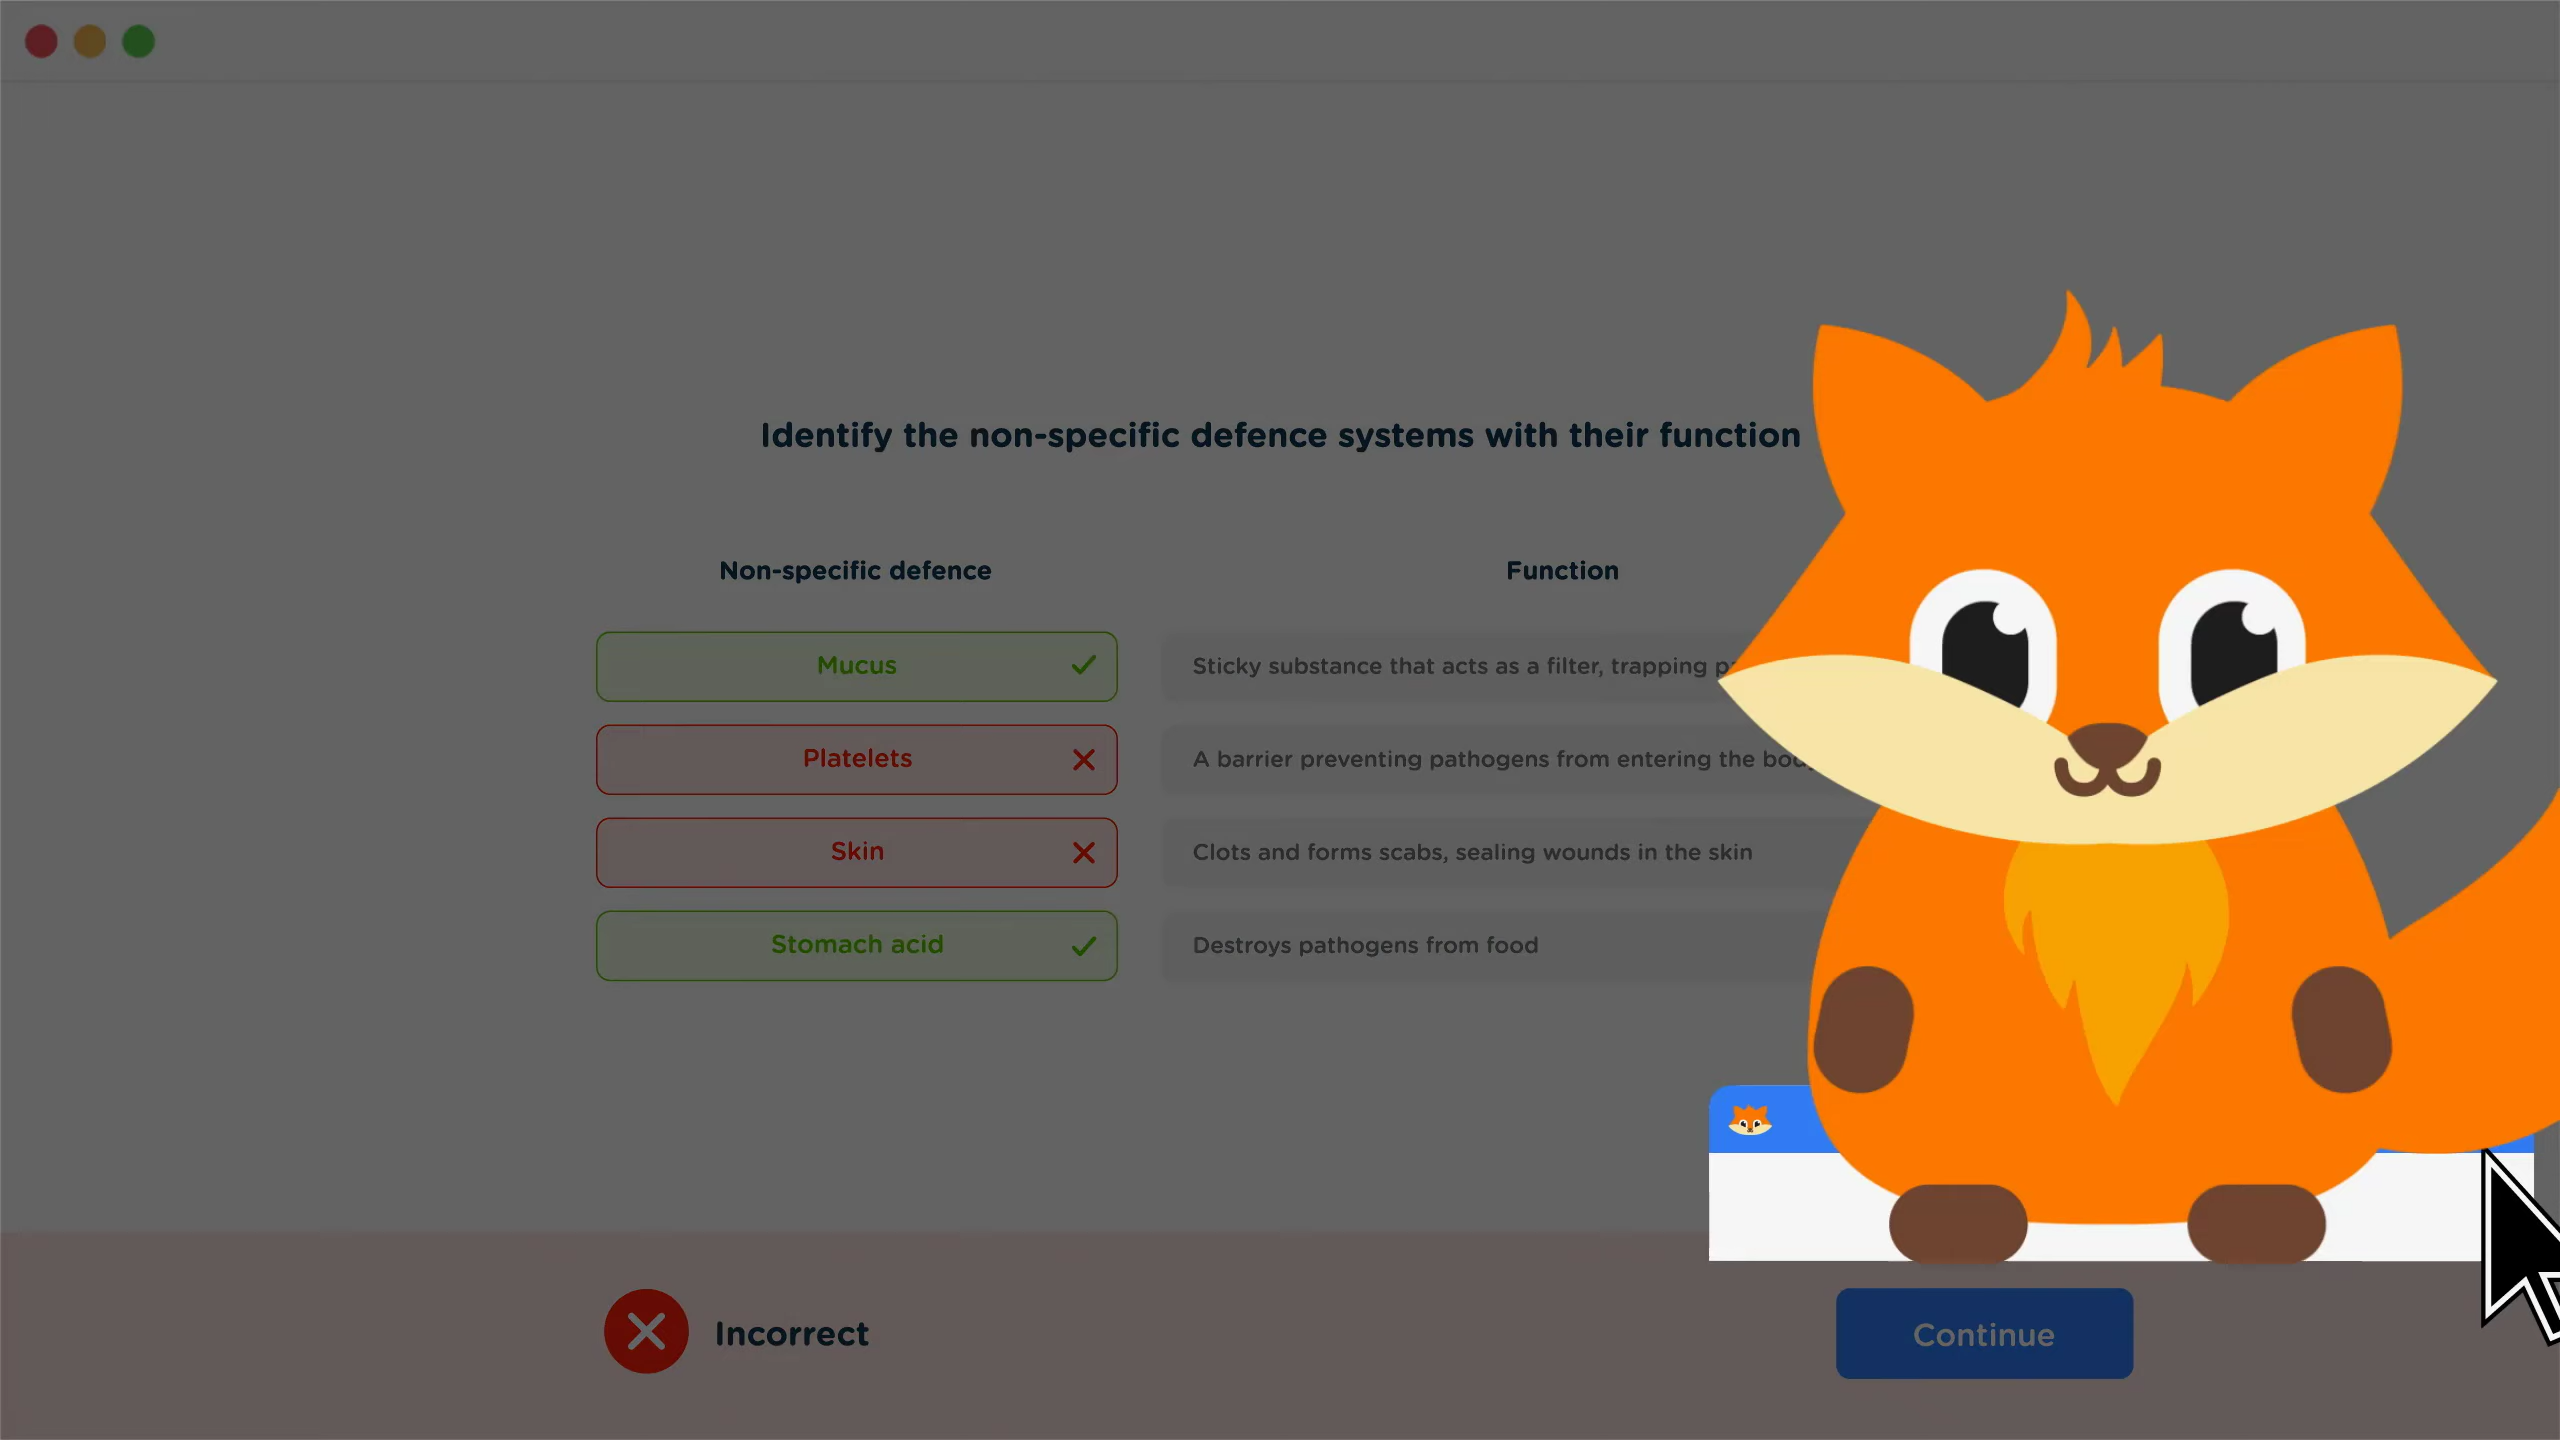 Identify the non-specific defence systems with their function
Non-specific defence
Function
Mucus
Sticky substance that acts as a filter, trapping
Platelets
A barrier preventing pathogens from entering the
Skin
Clots and forms scabs, sealing wounds in the skin
Stomach acid
Destroys pathogens from food
Incorrect
Continue